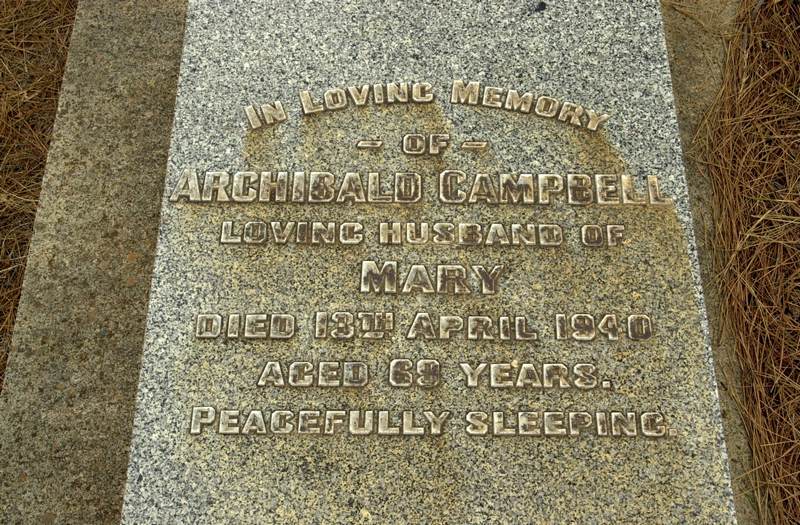 IN LOVING MEMORY
~ OF ~
ARCHIBALD CAMPBELL
LOVING HUSBAND OF
MARY
DIED 13TH APRIL 1940
AGED 69 YEARS.
PEACEFULLY SLEEPING.